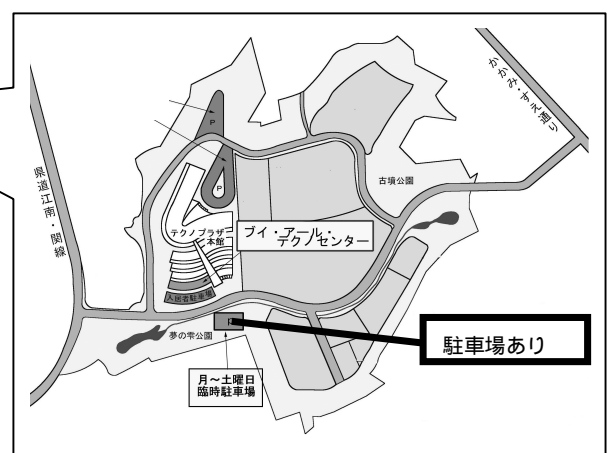 かかみ・すえ通り
P
P
県道江南・関線
古墳公園
テクノプラザ
本館
ブイ・アール・
テクノセンター
入居者駐車場
P
夢の雫公園
駐車場あり
月～土曜日
臨時駐車場